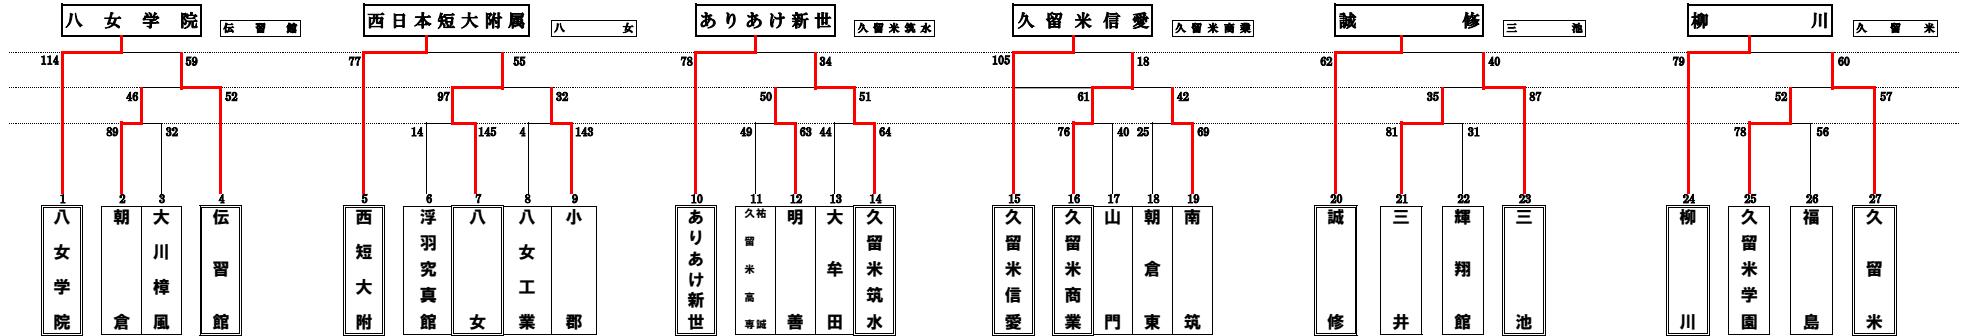 八女学院 伝習館 西日本短大附属 八女 ありあけ新世 久留米筑水 久留米信愛 久留米商業 誠修 三池 柳川 久留米
114 59 77 55 78 34 105 18 62 40 79 60
46 52 97 32 50 51 61 42 35 87 52 57
89 32 14 145 4 143 49 63 44 64 76 40 25 69 81 31 78 56
1 2 3 4 5 6 7 8 9 10 11 12 13 14 15 16 17 18 19 20 21 22 23 24 25 26 27
八女学院
朝倉
大川樟風
伝習館
西短大附
浮羽究真館
八女
八女工業
小郡
ありあけ新世
久留米高専
祐誠
明善
大牟田
久留米筑水
久留米信愛
久留米商業
山門
朝倉東
南筑
誠修
三井
輝翔館
三池
柳川
久留米学園
福島
久留米